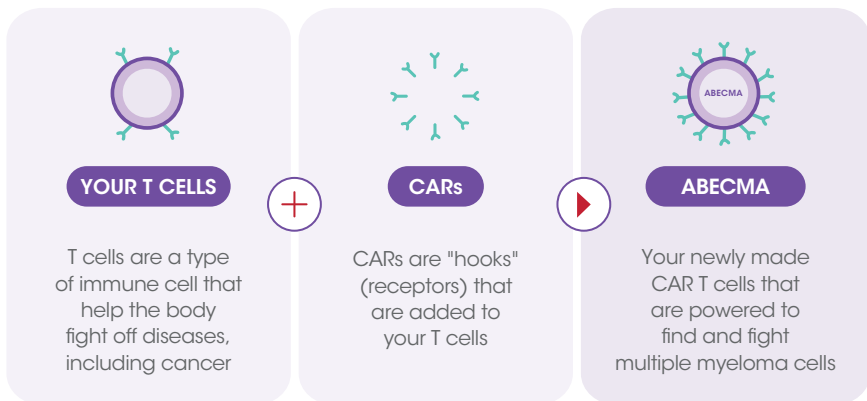 YOUR T CELLS
T cells are a type
of immune cell that
help the body
fight off diseases,
including cancer
CARs
CARs are "hooks"
(receptors) that
are added to
your T cells
ABECMA
ABECMA
Your newly made
CAR T cells that
are powered to
find and fight
multiple myeloma cells